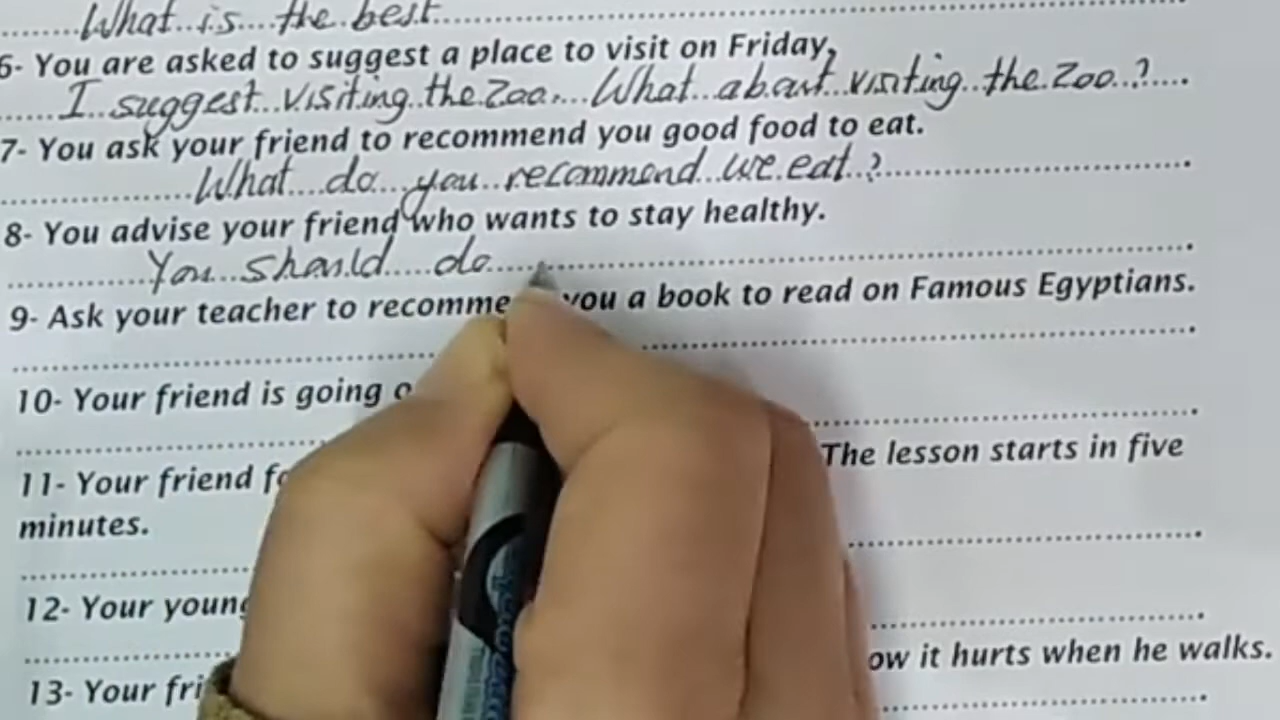 What is the best
6- You are asked to suggest a place to visit on Friday,
I suggest visiting the Zoo. What about visiting the Zoo?
7- You ask your friend to recommend you good food to eat.
What do you recommend we eat?
8- You advise your friend who wants to stay healthy.
You should do
9- Ask your teacher to recomme you a book to read on Famous Egyptians.
10- Your friend is going
11- Your friend The lesson starts in five
minutes.
12- Your young
it hurts when he walks.
13- Your